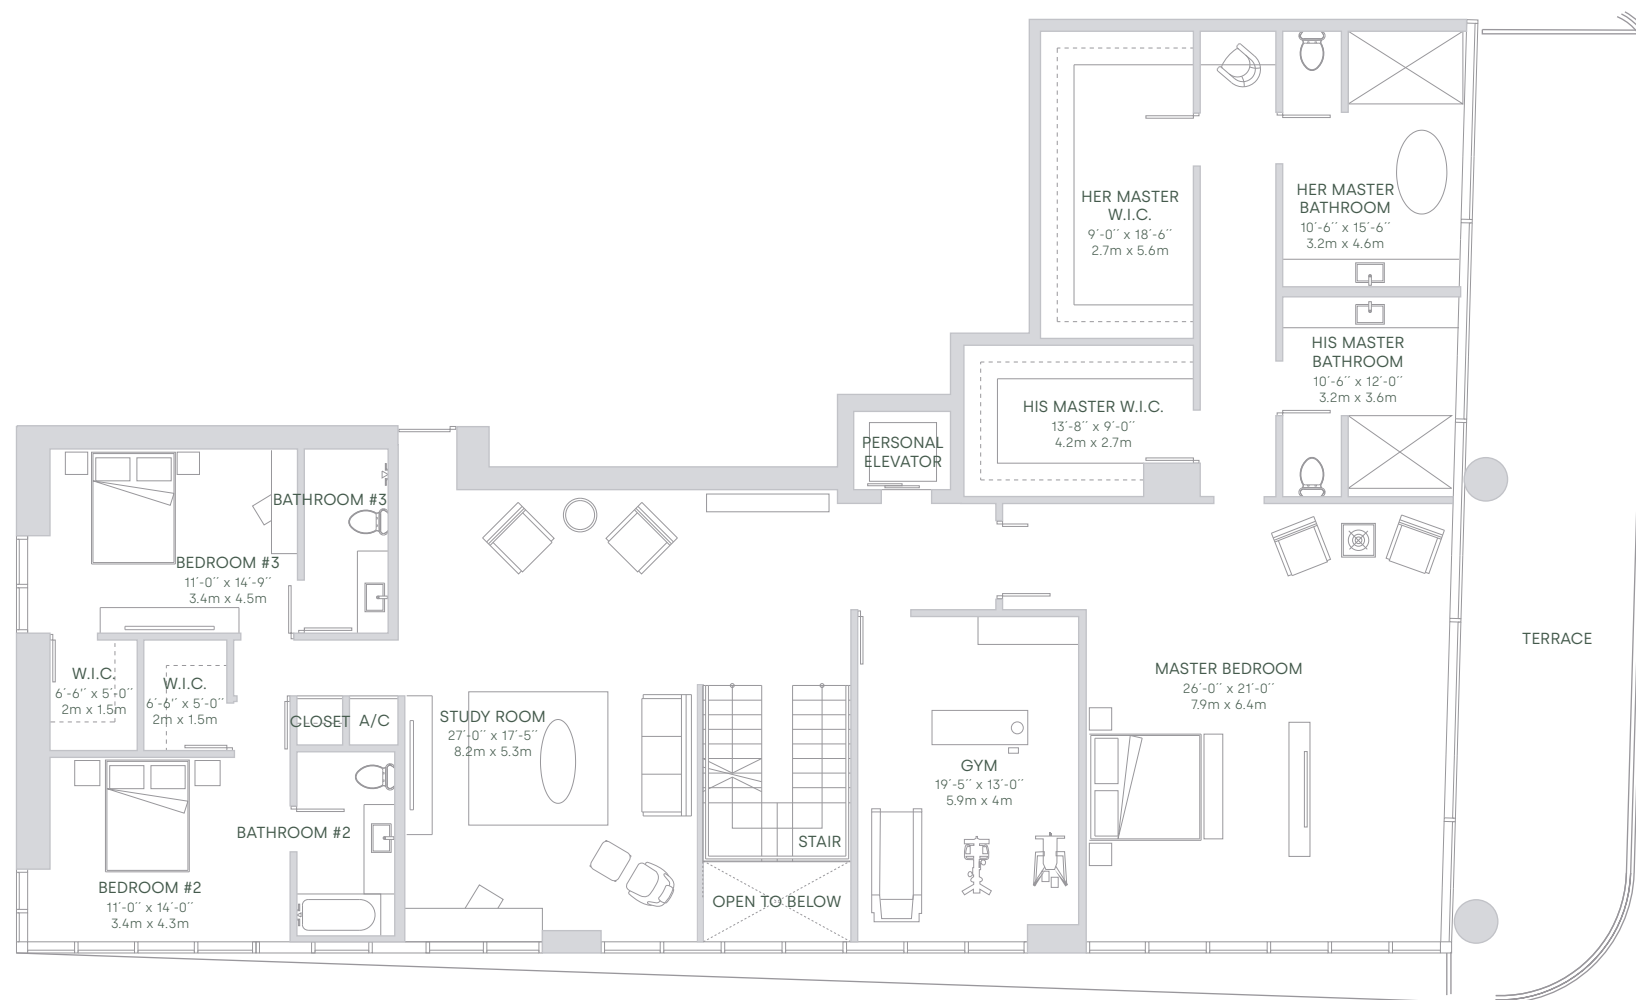 HER MASTER
W.I.C.
9´-0´´ x 18´-6´´
2.7m x 5.6m
HER MASTER
BATHROOM
10´-6´´ x 15´-6´´
3.2m x 4.6m
HIS MASTER
BATHROOM
10´-6´´ x 12´-0´´
3.2m x 3.6m
HIS MASTER W.I.C.
13´-8´´ x 9´-0´´
4.2m x 2.7m
PERSONAL
ELEVATOR
BATHROOM #3
BEDROOM #3
11´-0´´ x 14´-9´´
3.4m x 4.5m
TERRACE
W.I.C.
6´-6´´ x 5´-0´´
2m x 1.5m
W.I.C.
6´-6´´ x 5´-0´´
2m x 1.5m
CLOSET
A/C
STUDY ROOM
27´-0´´ x 17´-5´´
8.2m x 5.3m
MASTER BEDROOM
26´-0´´ x 21´-0´´
7.9m x 6.4m
GYM
19´-5´´ x 13´-0´´
5.9m x 4m
BATHROOM #2
STAIR
BEDROOM #2
11´-0´´ x 14´-0´´
3.4m x 4.3m
OPEN TO BELOW